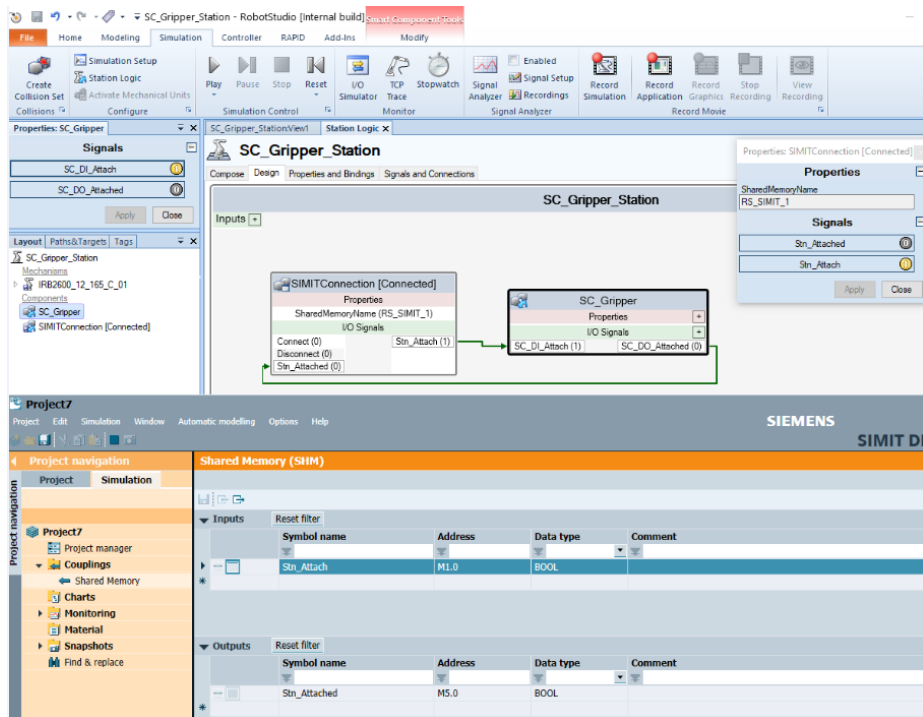 SC_Gripper_Station - RobotStudio [Internal build]
Smart Component Tools
File Home Modeling Simulation Controller RAPID Add-Ins Modify
Create Collision Set
Simulation Setup
Station Logic
Activate Mechanical Units
Play Pause Stop Reset
I/O Simulator
TCP Trace
Stopwatch
Signal Analyzer
Enabled
Signal Setup
Recordings
Record Simulation
Record Application
Record Graphics
Stop Recording
View Recording
Collisions Configure Simulation Control Monitor Signal Analyzer Record Movie
Properties: SC_Gripper
Signals
SC_DI_Attach 1
SC_DO_Attached 0
Apply Close
Layout Paths&Targets Tags
SC_Gripper_Station
Mechanisms
IRB2600_12_165_C_01
Components
SC_Gripper
SIMITConnection [Connected]
SC_Gripper_Station:View1 Station Logic
SC_Gripper_Station
Compose Design Properties and Bindings Signals and Connections
SC_Gripper_Station
Inputs +
SIMITConnection [Connected]
Properties
SharedMemoryName (RS_SIMIT_1)
I/O Signals
Connect (0)
Stn_Attach (1)
Disconnect (0)
Stn_Attached (0)
SC_Gripper
Properties +
I/O Signals +
SC_DI_Attach (1) SC_DO_Attached (0)
Properties: SIMITConnection [Connected]
Properties
SharedMemoryName
RS_SIMIT_1
Signals
Stn_Attached 0
Stn_Attach 1
Apply Close
Project7
Project Edit Simulation Window Automatic modelling Options Help
SIEMENS
SIMIT
Project navigation
Project navigation
Project Simulation
Project7
Project manager
Couplings
Shared Memory
Charts
Monitoring
Material
Snapshots
Find & replace
Shared Memory (SHM)
Inputs Reset filter
Symbol name Address Data type Comment
Stn_Attach M1.0 BOOL
Outputs Reset filter
Symbol name Address Data type Comment
Stn_Attached M5.0 BOOL